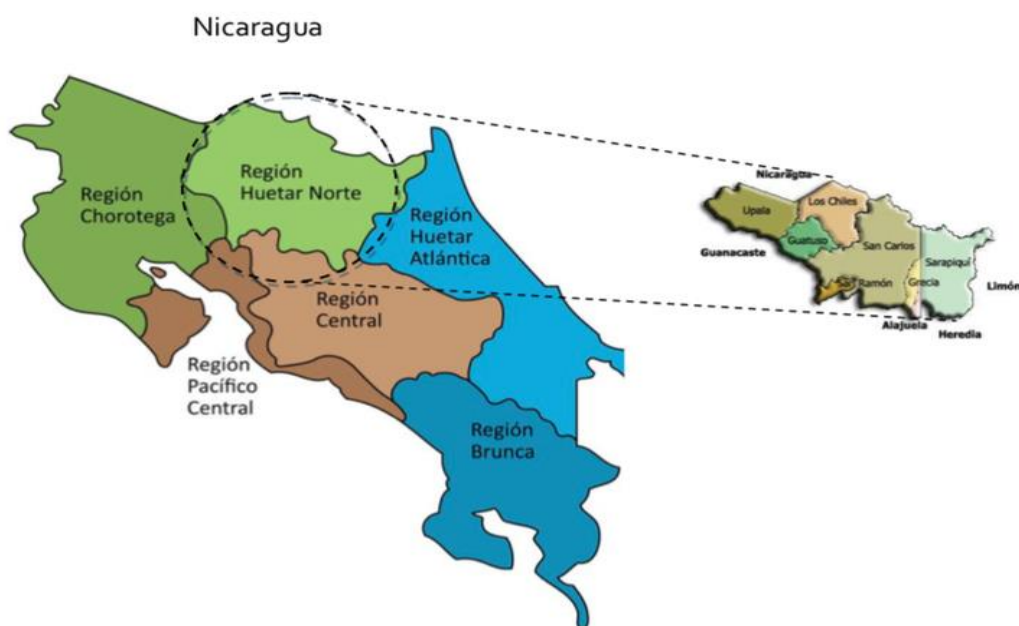 Nicaragua
Región
Huetar Norte
Región
Chorotega
Región
Huetar
Atlántica
Región
Central
Región
Pacífico
Central
Región
Brunca
Nicaragua
Los Chiles
Upala
Guatuso
San Carlos
Guanacaste
Sarapiquí
San Ramón
Grecia
Limón
Alajuela
Heredia